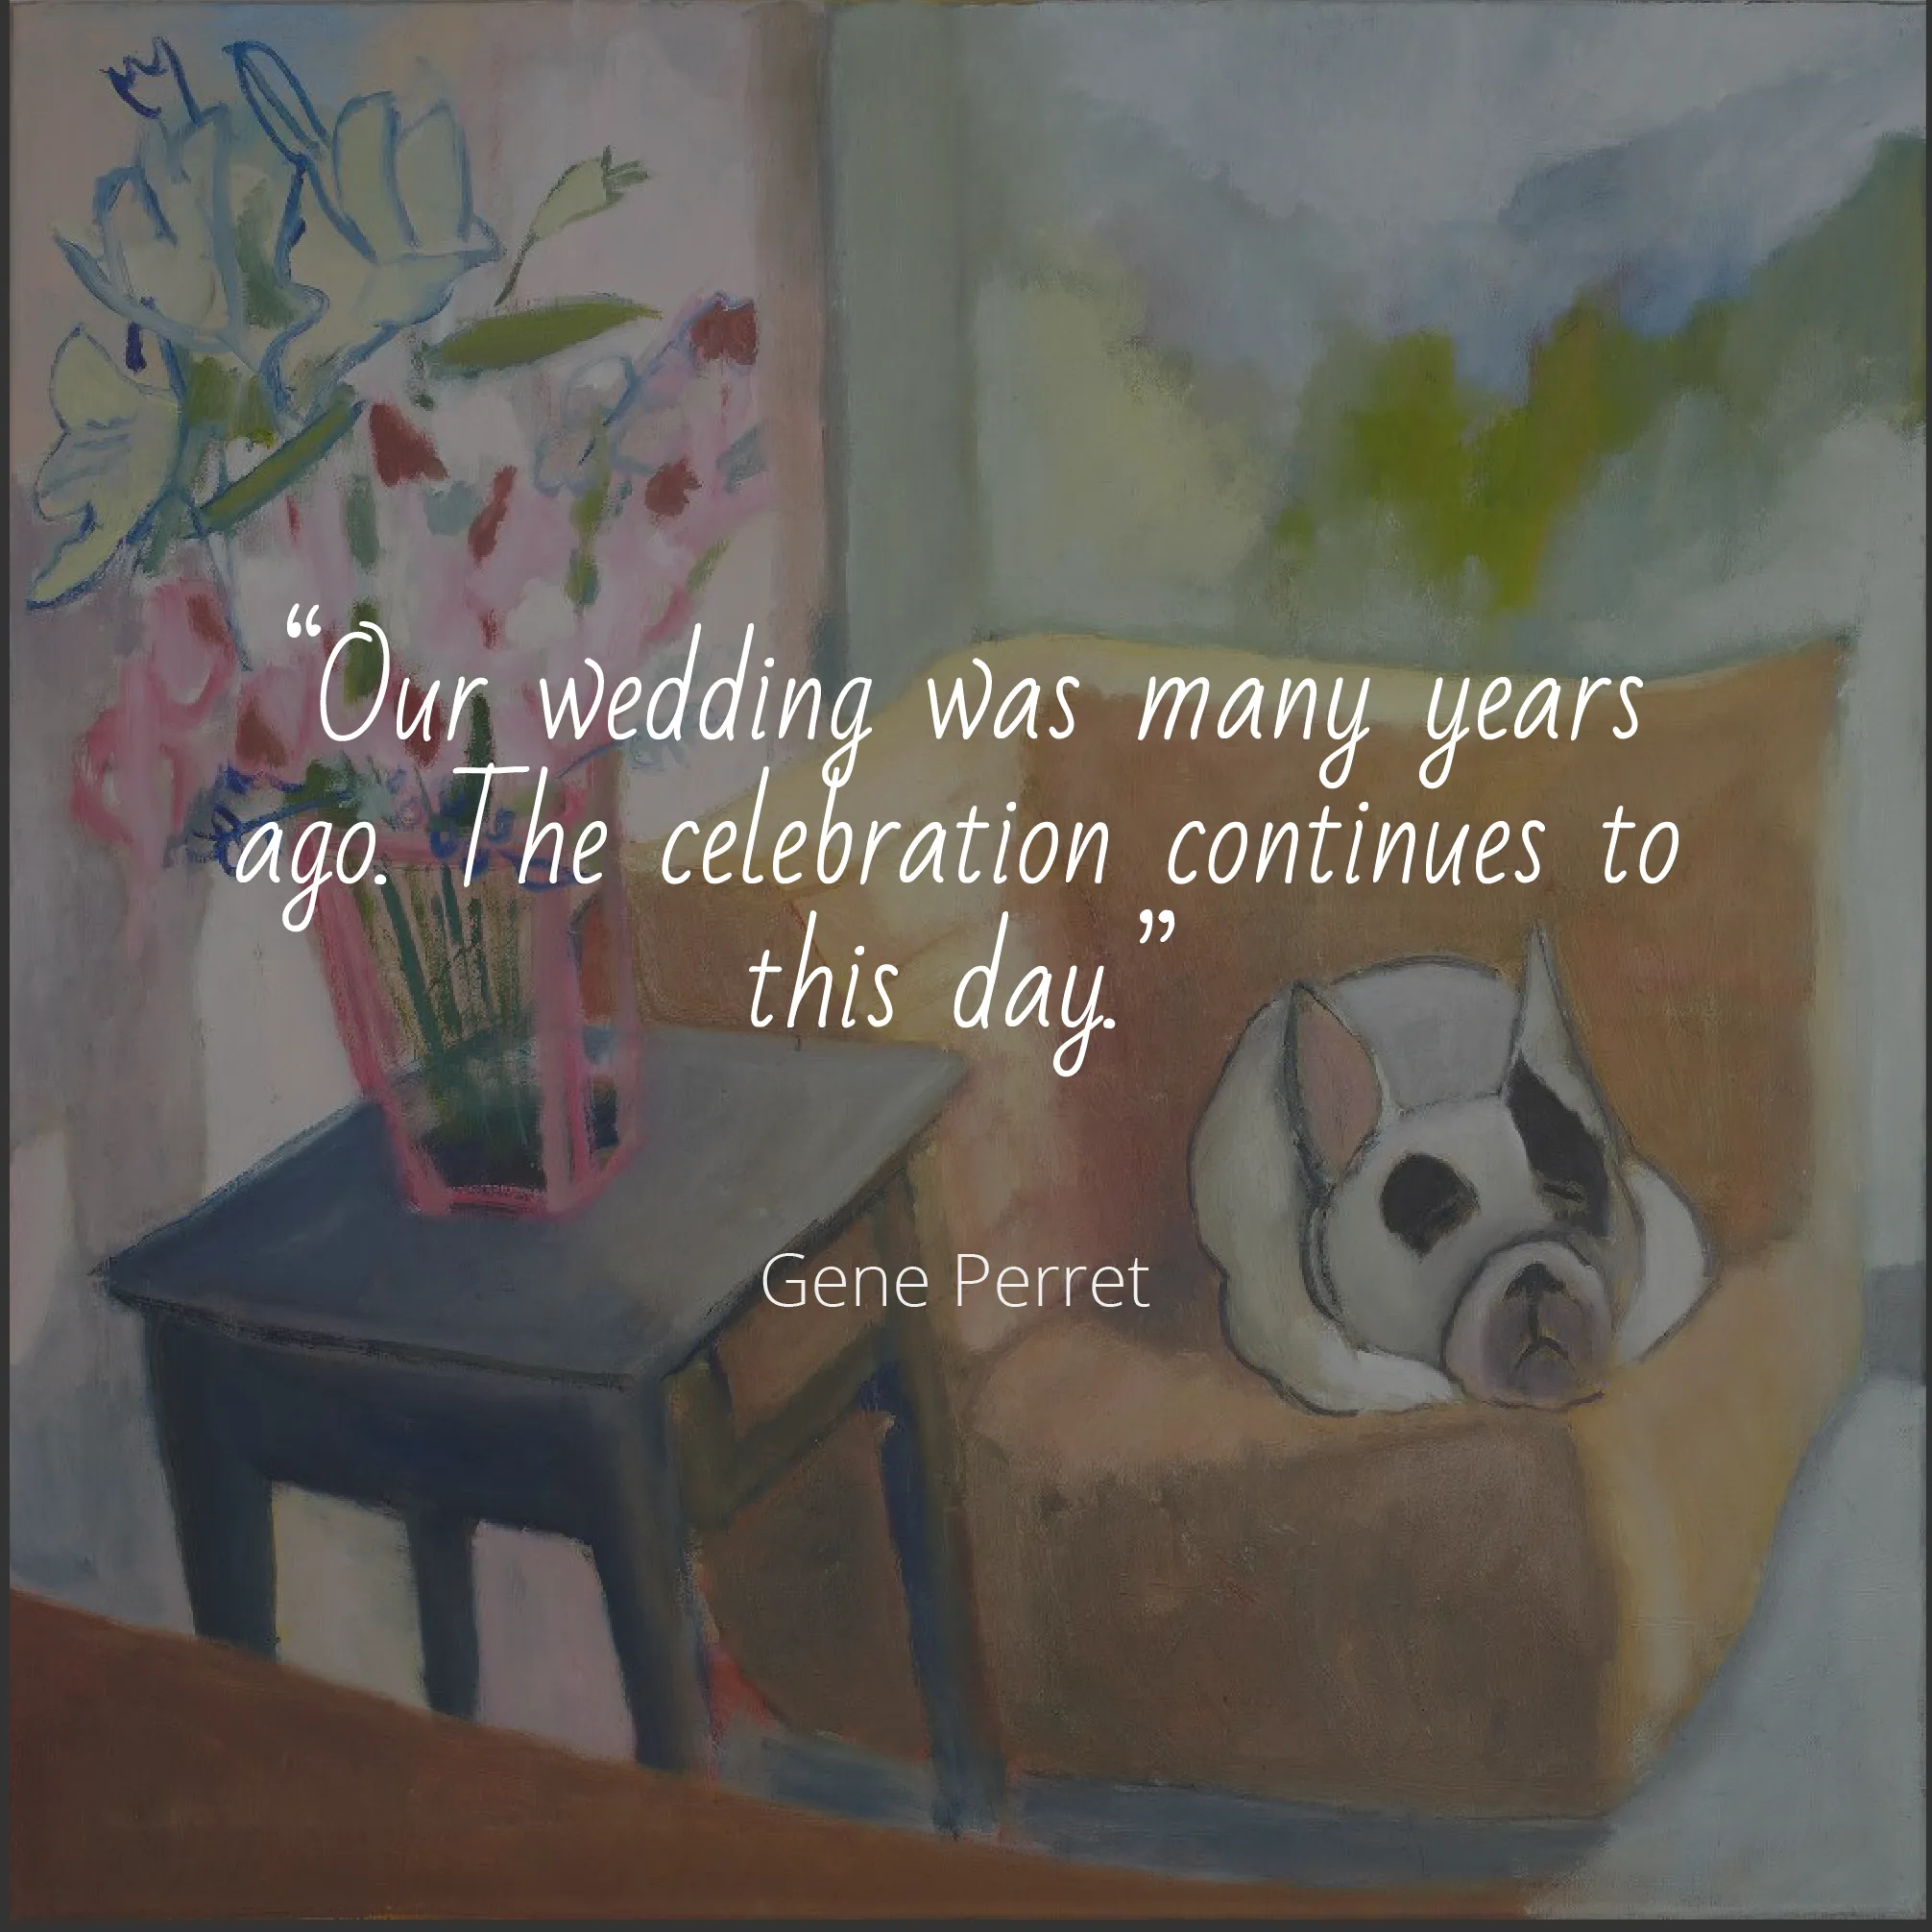 “Our wedding was many years
ago. The celebration continues to
this day.”
Gene Perret